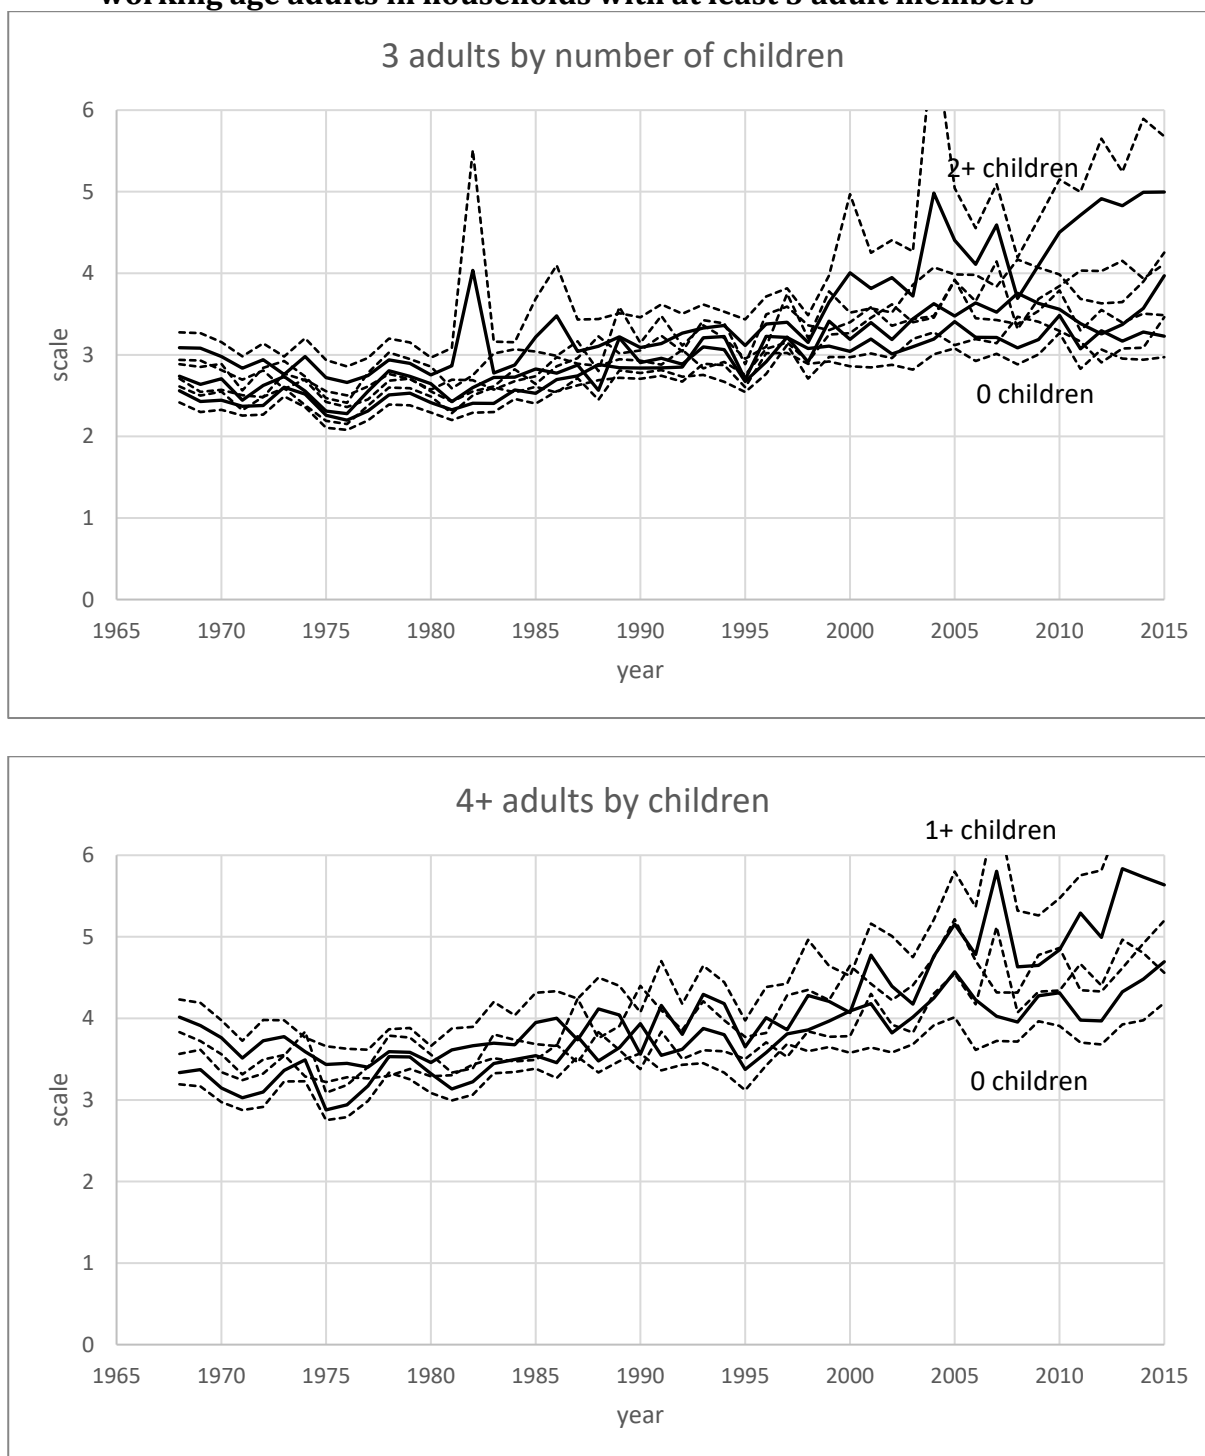 working age adults in households with at least 3 adult members
3 adults by number of children
6
2+ children
5
4
3
scale
0 children
2
1
0
1965 1970 1975 1980 1985 1990 1995 2000 2005 2010 2015
year
4+ adults by children
1+ children
6
5
4
3
scale
0 children
2
1
0
1965 1970 1975 1980 1985 1990 1995 2000 2005 2010 2015
year